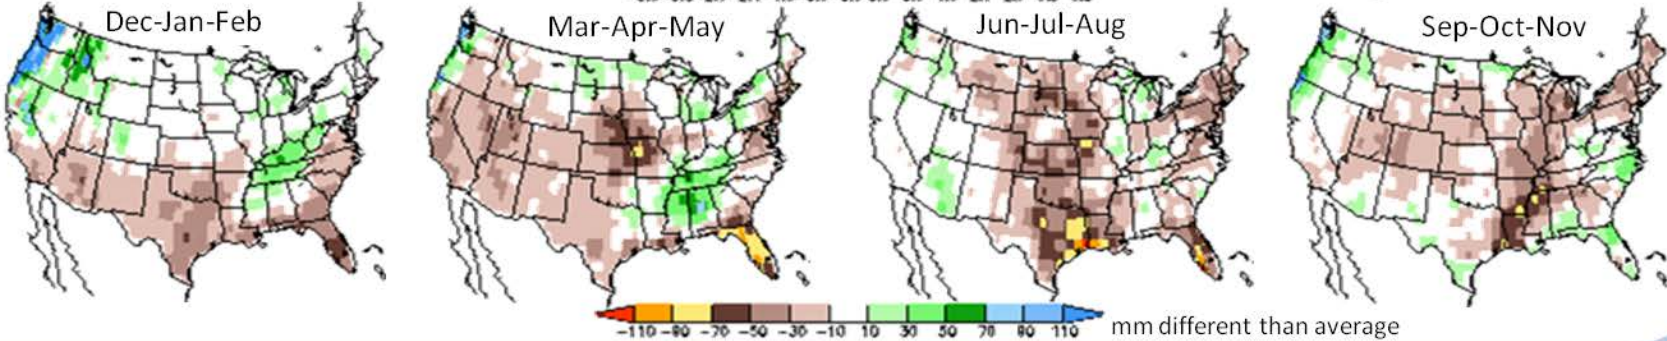 Dec-Jan-Feb
Mar-Apr-May
Jun-Jul-Aug
Sep-Oct-Nov
-110 -90 -70 -50 -30 -10 10 30 50 70 90 110
mm different than average